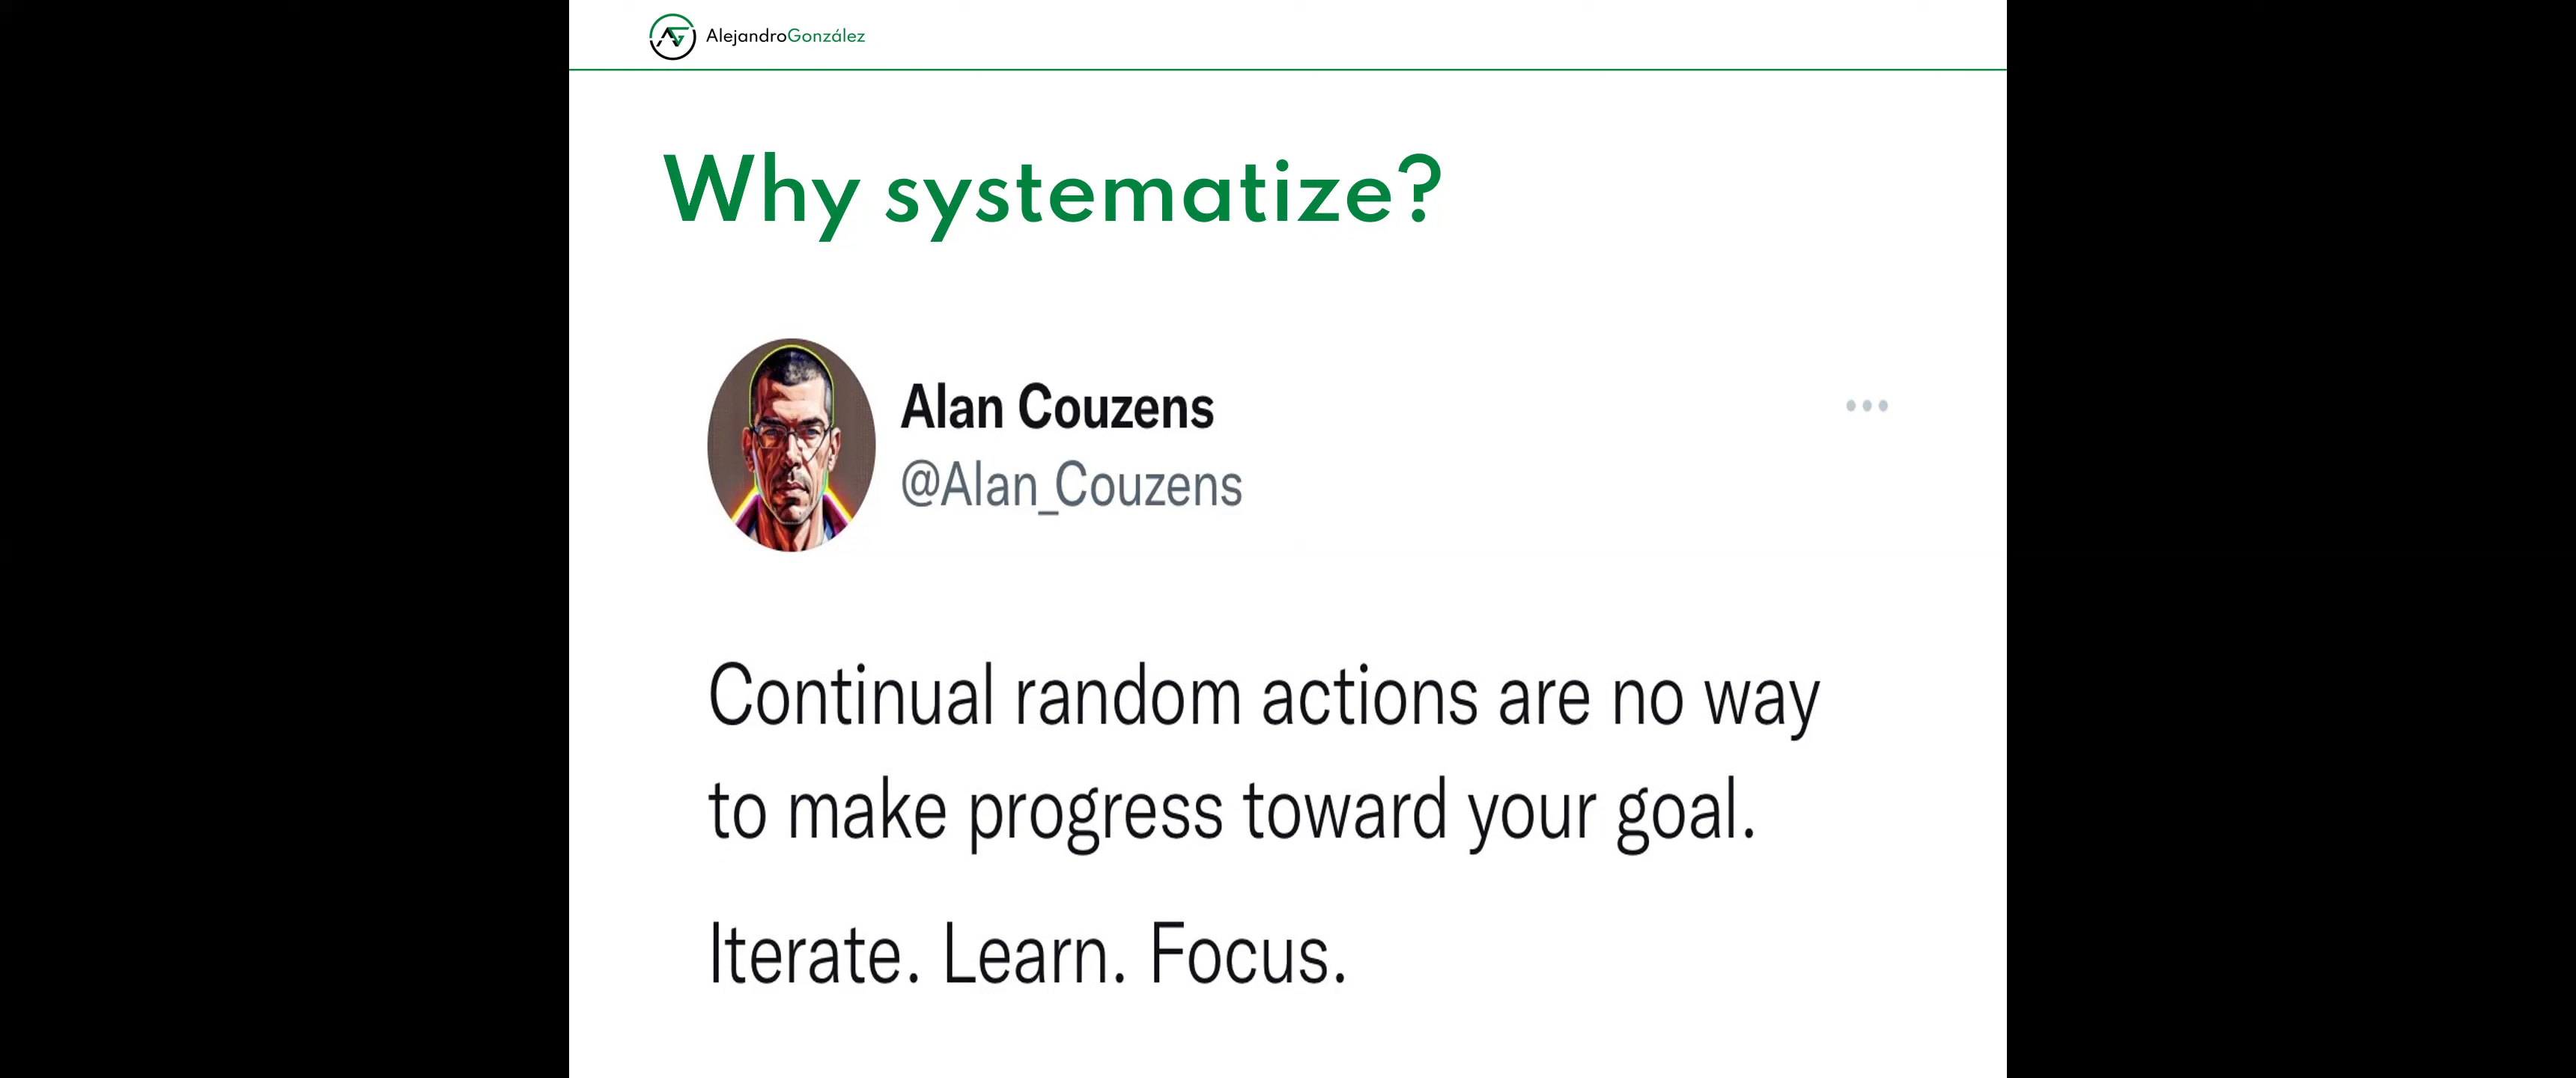 AlejandroGonzález
Why systematize?
Alan Couzens
@Alan_Couzens
Continual random actions are no way
to make progress toward your goal.
Iterate. Learn. Focus.